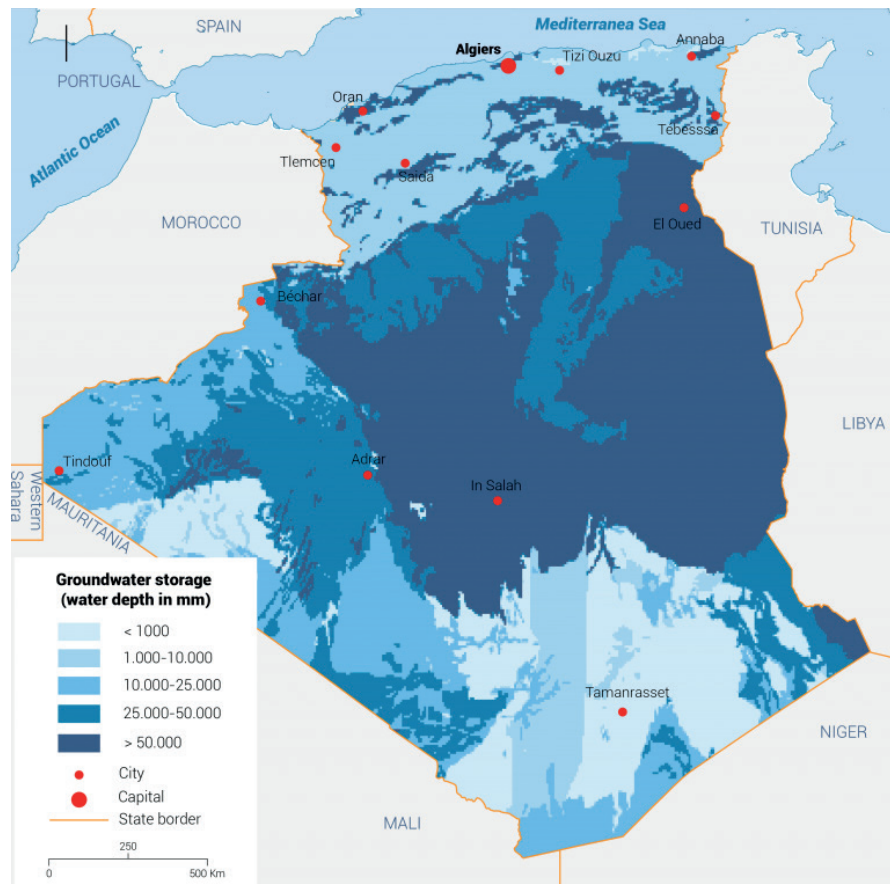 Mediterranean Sea
SPAIN
Annaba
Algiers
Tizi Ouzu
PORTUGAL
Oran
Tebesssa
Atlantic Ocean
Tlemcen
Saida
MOROCCO
El Oued
TUNISIA
Béchar
LIBYA
Tindouf
Adrar
In Salah
Western
Sahara
MAURITANIA
Groundwater storage
(water depth in mm)
< 1000
1.000-10.000
10.000-25.000
25.000-50.000
> 50.000
City
Capital
State border
250
0
500 Km
Tamanrasset
NIGER
MALI